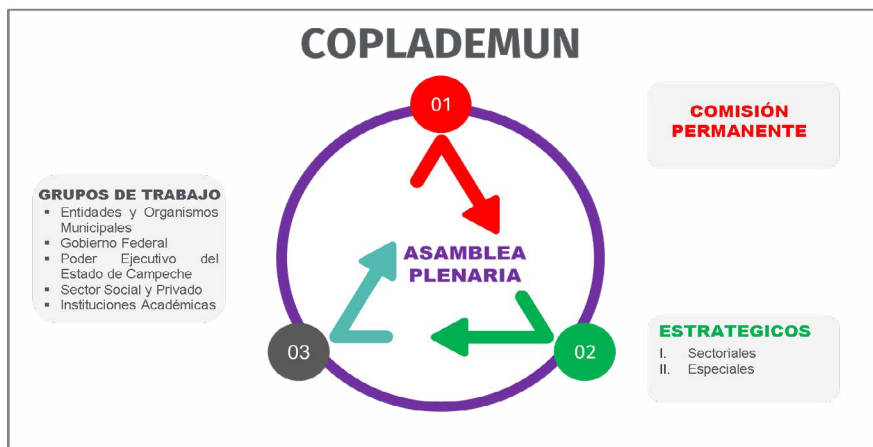 COPLADEMUN
01
COMISIÓN
PERMANENTE
GRUPOS DE TRABAJO
▪ Entidades y Organismos
Municipales
▪ Gobierno Federal
▪ Poder Ejecutivo del
Estado de Campeche
▪ Sector Social y Privado
▪ Instituciones Académicas
ASAMBLEA
PLENARIA
03
02
ESTRATEGICOS
I. Sectoriales
II. Especiales